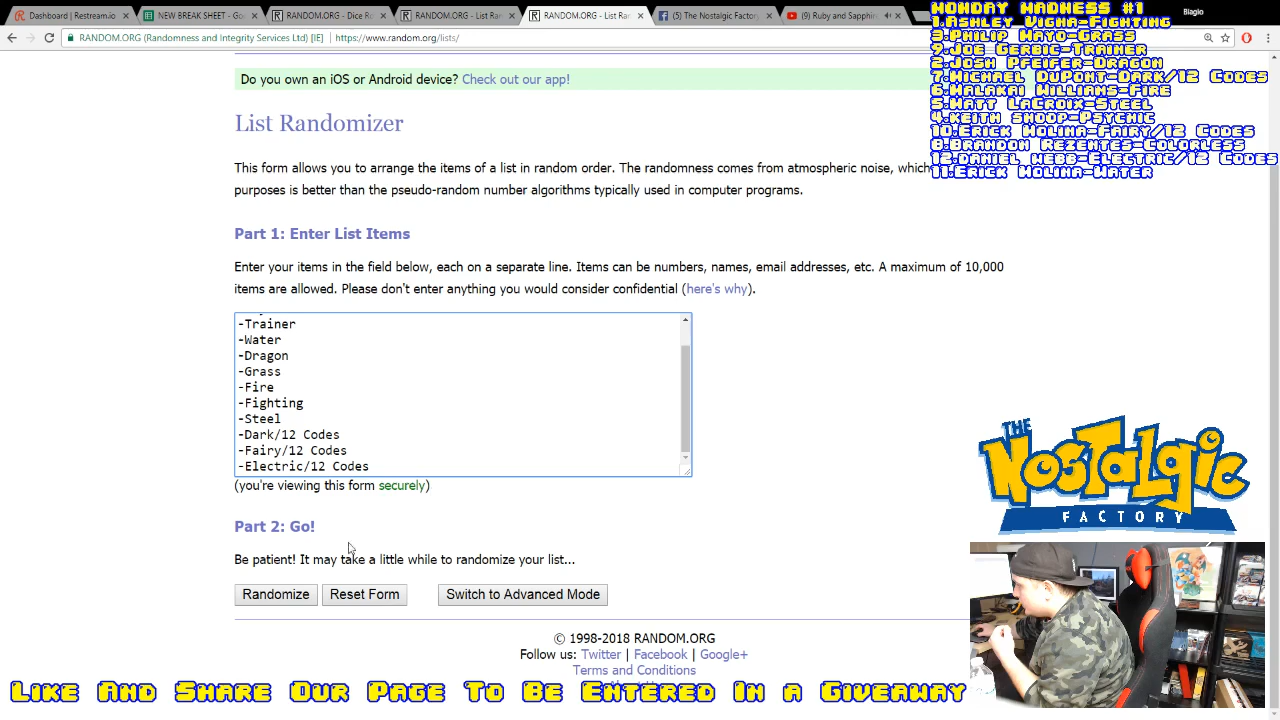 Dashboard | Restream.io
NEW BREAK SHEET - Go
RANDOM.ORG - Dice Ro
RANDOM.ORG - List Ran
RANDOM.ORG - List Ran
(5) The Nostalgic Factory
(9) Ruby and Sapphire
Biagio
RANDOM.ORG (Randomness and Integrity Services Ltd) [IE] | https://www.random.org/lists/
MONDAY MADNESS #1
1.Ashley Vigna-Fighting
3.Philip Mayo-Grass
9.Joe Gerbic-Trainer
2.Josh Pfeifer-Dragon
7.Michael DuPont-Dark/12 Codes
6.Malakai Williams-Fire
5.Matt LaCroix-Steel
4.Keith Shoop-Psychic
10.Erick Molina-Fairy/12 Codes
8.Brandon Rezentes-Colorless
12.Daniel Webb-Electric/12 Codes
11.Erick Molina-Water
Do you own an iOS or Android device? Check out our app!
List Randomizer
This form allows you to arrange the items of a list in random order. The randomness comes from atmospheric noise, which
purposes is better than the pseudo-random number algorithms typically used in computer programs.
Part 1: Enter List Items
Enter your items in the field below, each on a separate line. Items can be numbers, names, email addresses, etc. A maximum of 10,000
items are allowed. Please don't enter anything you would consider confidential (here's why).
-Trainer
-Water
-Dragon
-Grass
-Fire
-Fighting
-Steel
-Dark/12 Codes
-Fairy/12 Codes
-Electric/12 Codes
(you're viewing this form securely)
Part 2: Go!
Be patient! It may take a little while to randomize your list...
Randomize
Reset Form
Switch to Advanced Mode
© 1998-2018 RANDOM.ORG
Follow us: Twitter | Facebook | Google+
Terms and Conditions
THE
NOSTALGIC
FACTORY
Like And Share Our Page To Be Entered In a Giveaway